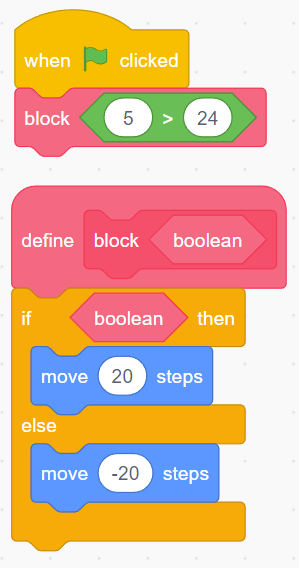 when clicked
block 5 > 24
define block boolean
if boolean then
move 20 steps
else
move -20 steps